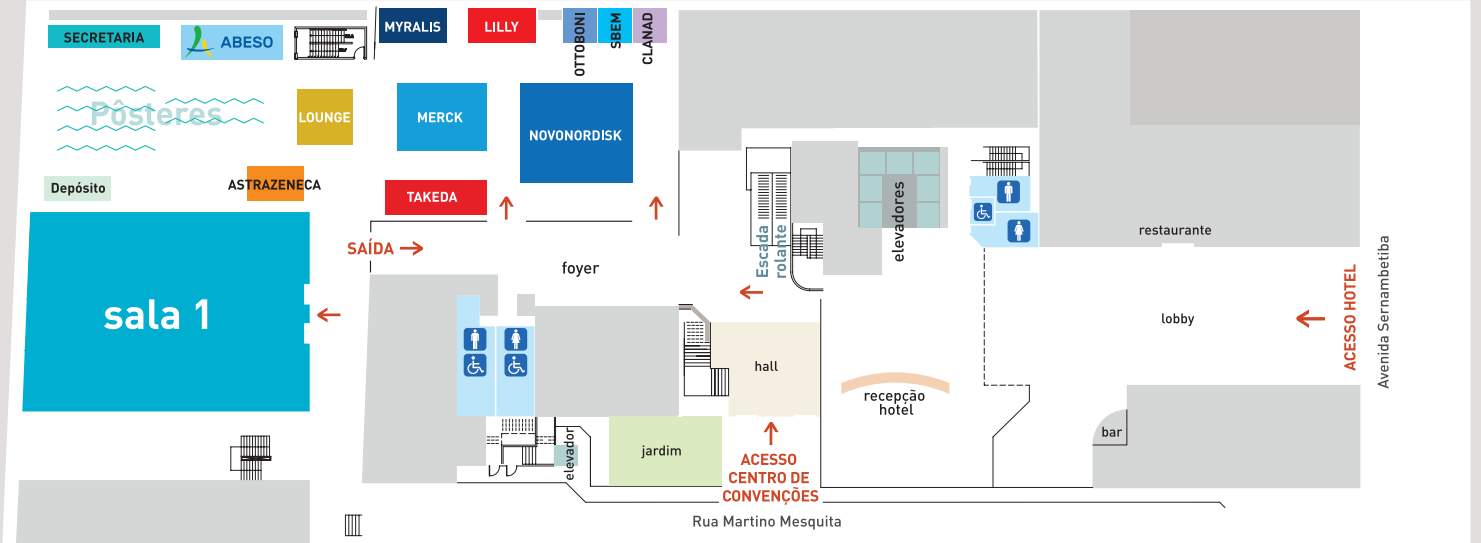 SECRETARIA
ABESO
MYRALIS
LILLY
OTTOBONI
SBEM
CLANAD
Pôsteres
LOUNGE
MERCK
NOVONORDISK
Depósito
ASTRAZENECA
TAKEDA
SAÍDA
foyer
Escada
rolante
elevadores
restaurante
sala 1
hall
lobby
ACESSO HOTEL
Avenida Sernambetiba
recepção
hotel
bar
elevador
jardim
ACESSO
CENTRO DE
CONVENÇÕES
Rua Martino Mesquita